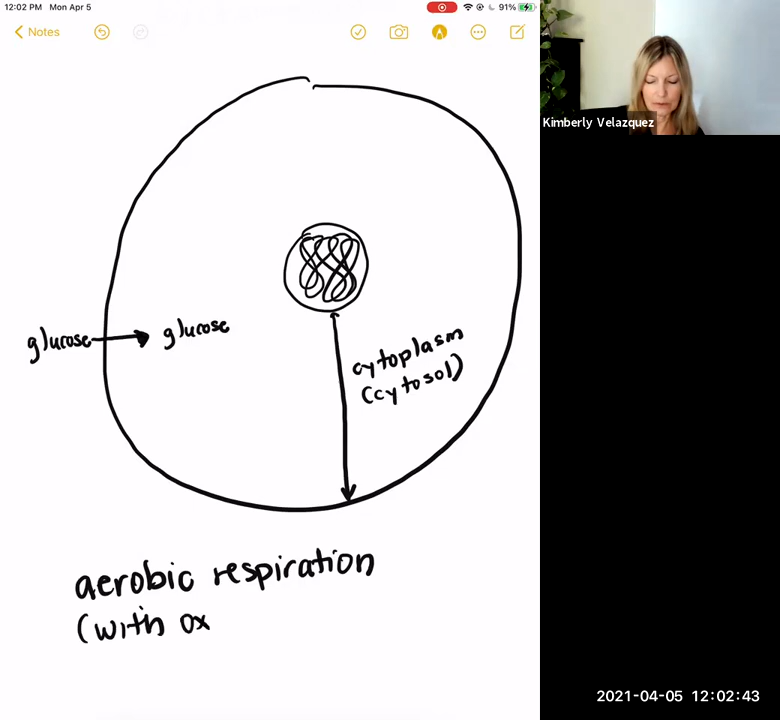 12:02 PM Mon Apr 5
91%
Notes
Kimberly Velazquez
glucose
glucose
cytoplasm
(cytosol)
aerobic respiration
(with ox
2021-04-05 12:02:43